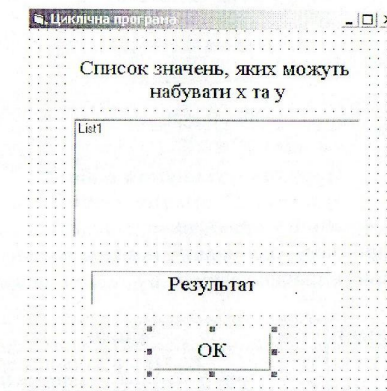 Циклічна програма
Список значень, яких можуть
набувати x та y
List1
Результат
OK